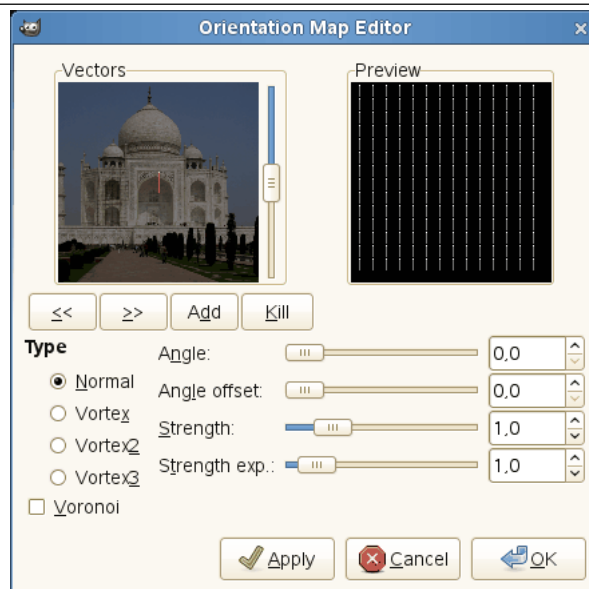 Orientation Map Editor
Vectors
Preview
<<
>>
Add
Kill
Type
Normal
Vortex
Vortex2
Vortex3
Voronoi
Angle: 0,0
Angle offset: 0,0
Strength: 1,0
Strength exp.: 1,0
Apply
Cancel
OK